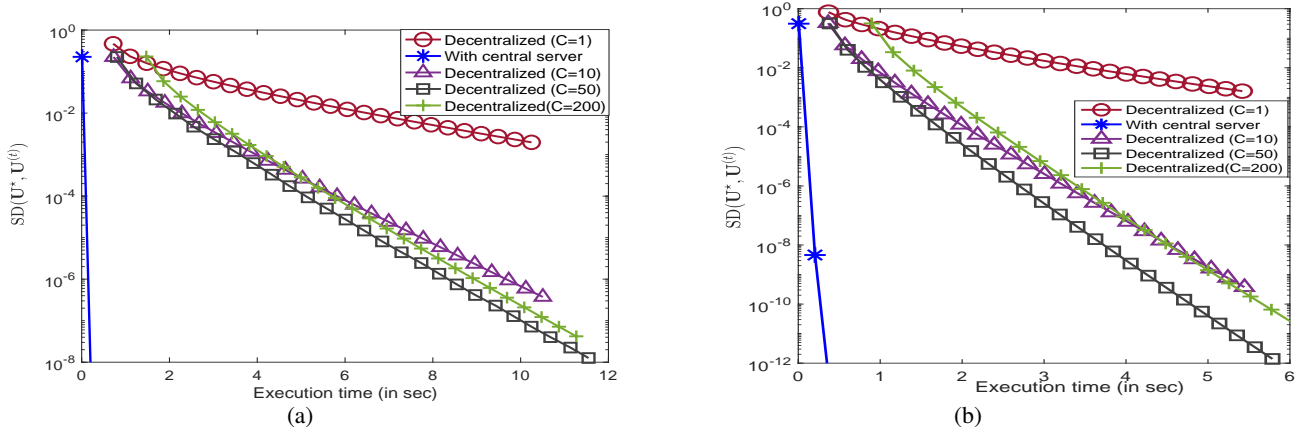 10^0
10^-2
10^-4
10^-6
10^-8
SD(U*, U^(t))
Decentralized (C=1)
With central server
Decentralized (C=10)
Decentralized (C=50)
Decentralized(C=200)
0 2 4 6 8 10 12
Execution time (in sec)
(a)
10^0
10^-2
10^-4
10^-6
10^-8
10^-10
10^-12
SD(U*, U^(t))
Decentralized (C=1)
With central server
Decentralized (C=10)
Decentralized (C=50)
Decentralized(C=200)
0 1 2 3 4 5 6
Execution time (in sec)
(b)